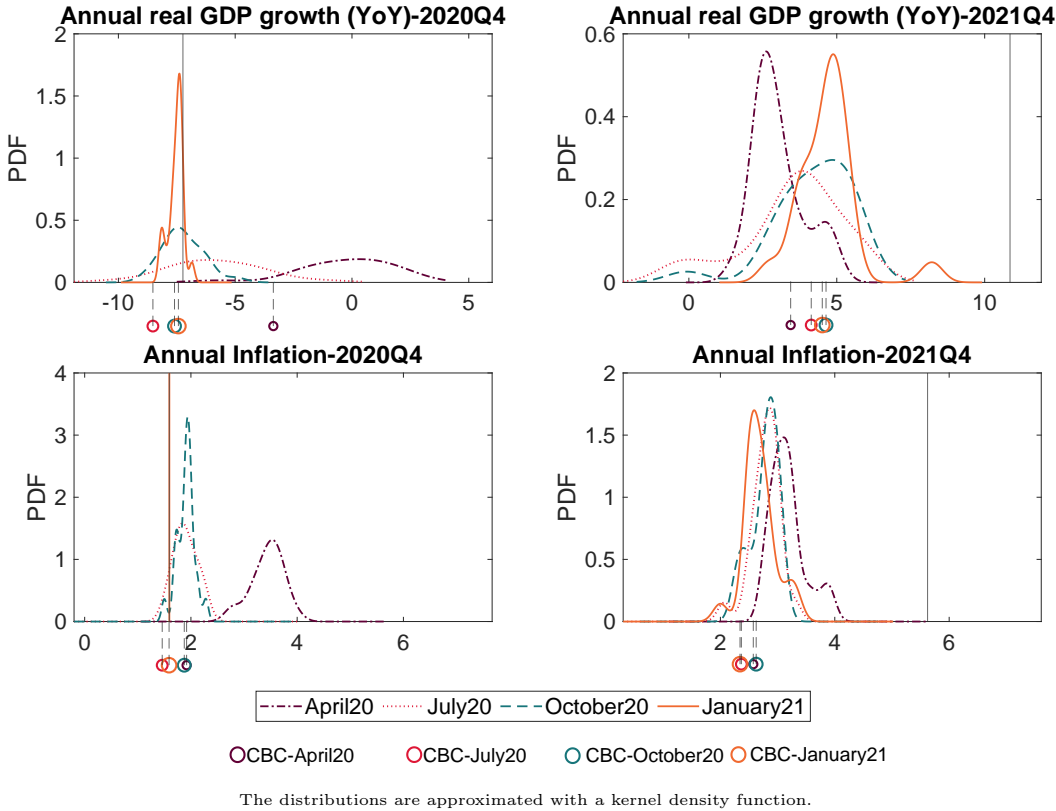 Annual real GDP growth (YoY)-2020Q4
2
1.5
1
0.5
0
PDF
-10 -5 0 5
Annual real GDP growth (YoY)-2021Q4
0.6
0.4
0.2
0
PDF
0 5 10
Annual Inflation-2020Q4
4
3
2
1
0
PDF
0 2 4 6
Annual Inflation-2021Q4
2
1.5
1
0.5
0
PDF
2 4 6
April20 July20 October20 January21
CBC-April20 CBC-July20 CBC-October20 CBC-January21
The distributions are approximated with a kernel density function.